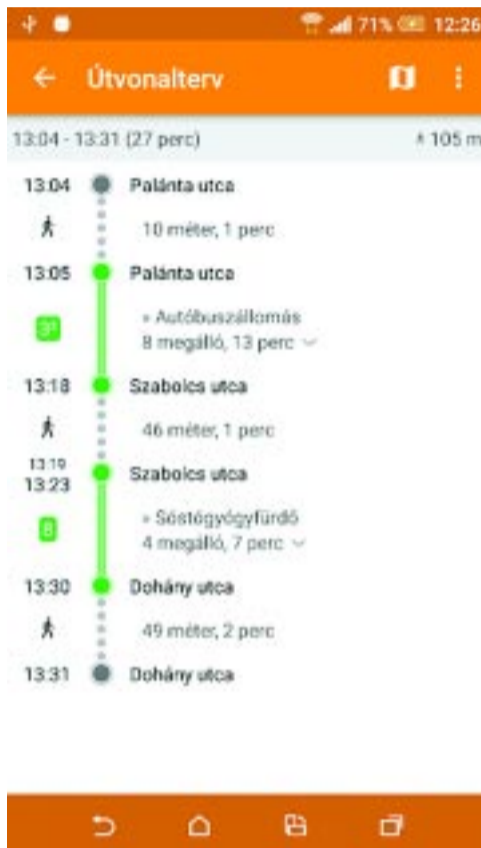 71% 12:26
Útvonalterv
13:04 - 13:31 (27 perc) 105 m
13:04 Palánta utca
10 méter, 1 perc
13:05 Palánta utca
» Autóbuszállomás
8 megálló, 13 perc
13:18 Szabolcs utca
46 méter, 1 perc
13:19
13:23 Szabolcs utca
» Sóstógyógyfürdő
8
4 megálló, 7 perc
13:30 Dohány utca
49 méter, 2 perc
13:31 Dohány utca